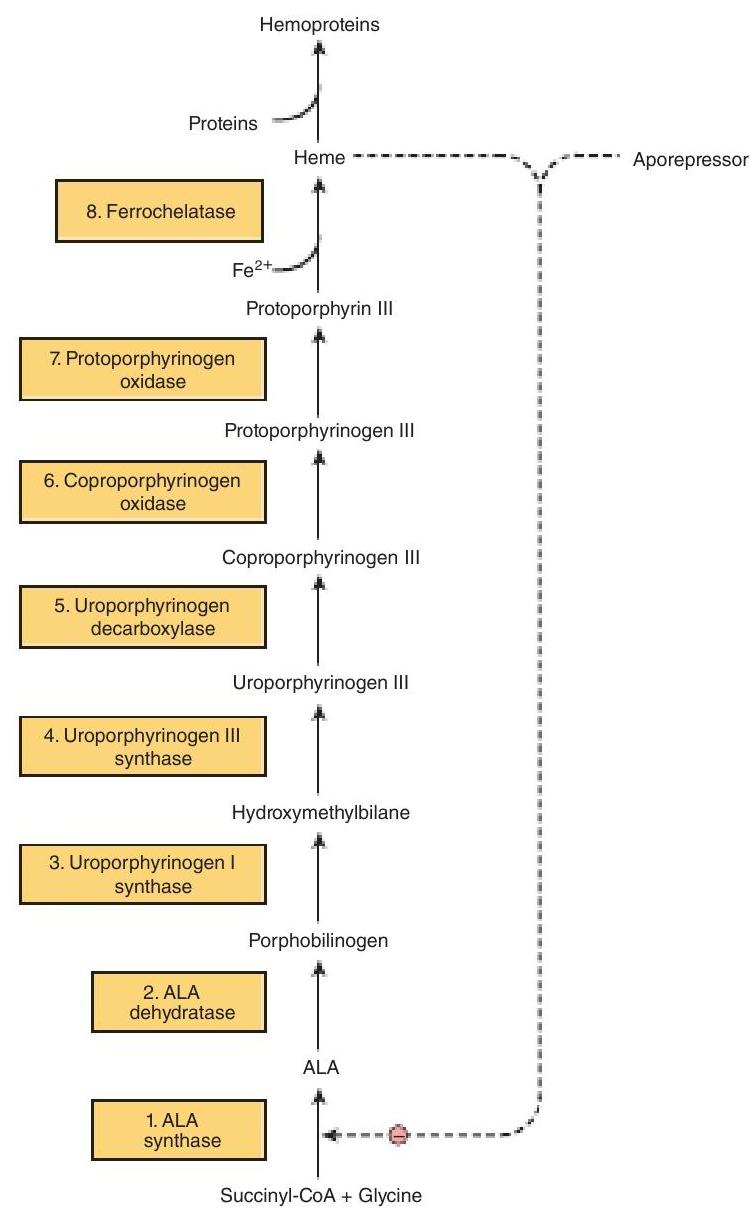 Hemoproteins
Proteins
Heme
Aporepressor
8. Ferrochelatase
Fe2+
Protoporphyrin III
7. Protoporphyrinogen
oxidase
Protoporphyrinogen III
6. Coproporphyrinogen
oxidase
Coproporphyrinogen III
5. Uroporphyrinogen
decarboxylase
Uroporphyrinogen III
4. Uroporphyrinogen III
synthase
Hydroxymethylbilane
3. Uroporphyrinogen I
synthase
Porphobilinogen
2. ALA
dehydratase
ALA
1. ALA
synthase
−
Succinyl-CoA + Glycine